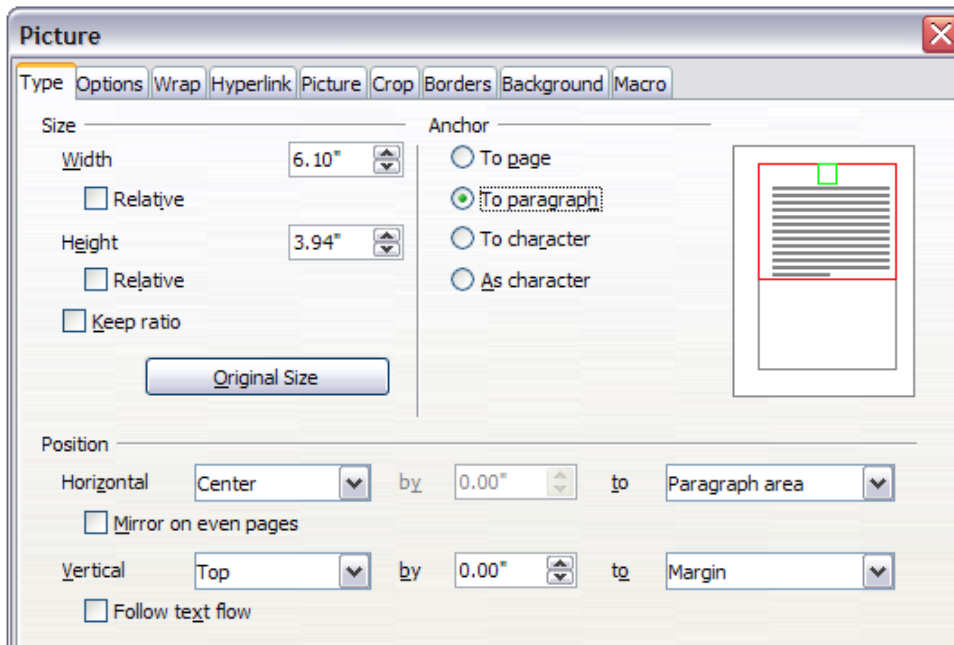 Picture
Type Options Wrap Hyperlink Picture Crop Borders Background Macro
Size
Width 6.10"
Relative
Height 3.94"
Relative
Keep ratio
Original Size
Anchor
To page
To paragraph
To character
As character
Position
Horizontal Center by 0.00" to Paragraph area
Mirror on even pages
Vertical Top by 0.00" to Margin
Follow text flow